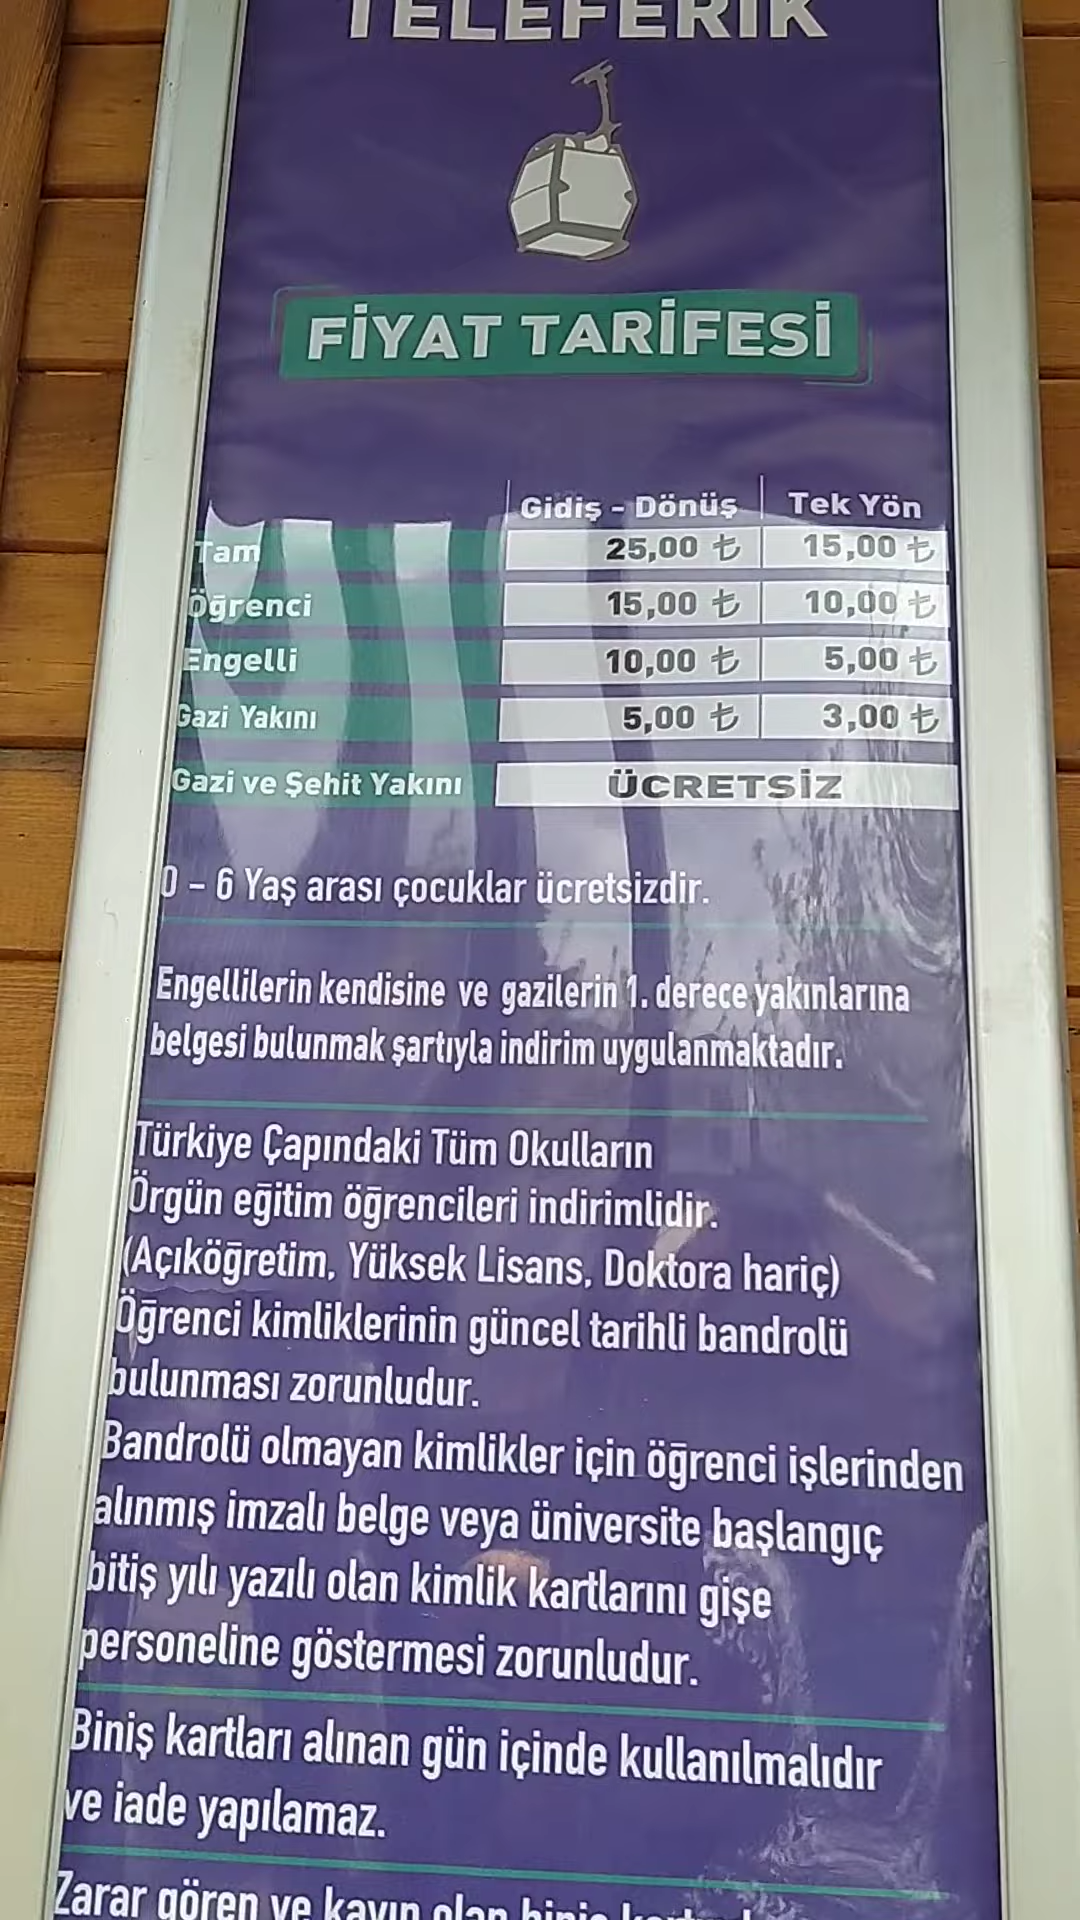 TELEFERİK
FİYAT TARİFESİ
Gidiş - Dönüş Tek Yön
Tam 25,00 ₺ 15,00 ₺
Öğrenci 15,00 ₺ 10,00 ₺
Engelli 10,00 ₺ 5,00 ₺
Gazi Yakını 5,00 ₺ 3,00 ₺
Gazi ve Şehit Yakını ÜCRETSİZ
0 - 6 Yaş arası çocuklar ücretsizdir.
Engellilerin kendisine ve gazilerin 1. derece yakınlarına
belgesi bulunmak şartıyla indirim uygulanmaktadır.
Türkiye Çapındaki Tüm Okulların
Örgün eğitim öğrencileri indirimlidir.
(Açıköğretim, Yüksek Lisans, Doktora hariç)
Öğrenci kimliklerinin güncel tarihli bandrolü
bulunması zorunludur.
Bandrolü olmayan kimlikler için öğrenci işlerinden
alınmış imzalı belge veya üniversite başlangıç
bitiş yılı yazılı olan kimlik kartlarını gişe
personeline göstermesi zorunludur.
Biniş kartları alınan gün içinde kullanılmalıdır
ve iade yapılamaz.
Zarar gören ve kayıp olan biniş